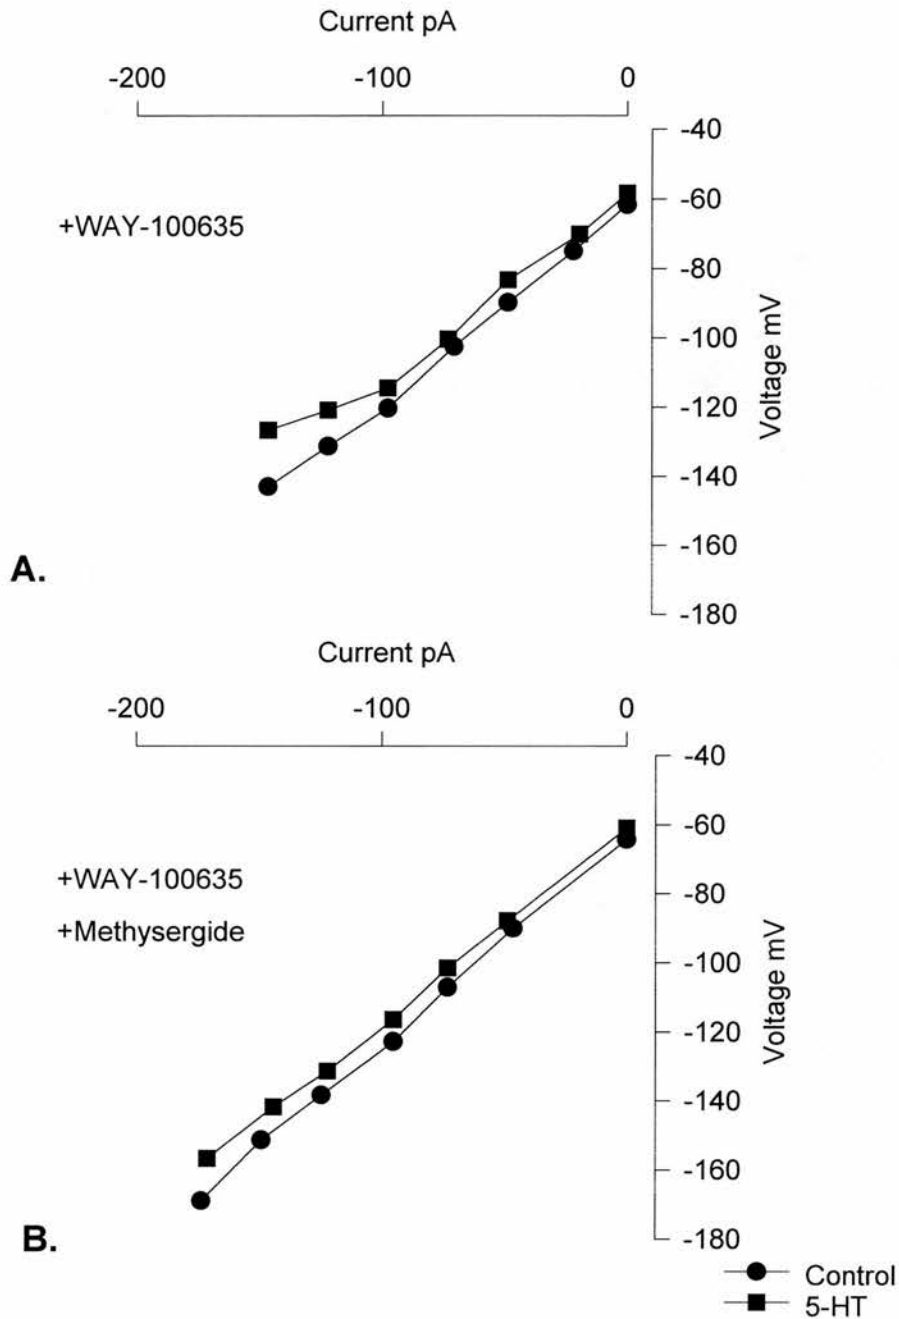 Current pA
-200 -100 0
-40
-60
+WAY-100635
-80
-100
Voltage mV
-120
-140
-160
A.
-180
Current pA
-200 -100 0
-40
-60
+WAY-100635
-80
+Methysergide
-100
Voltage mV
-120
-140
-160
B.
-180
Control
5-HT